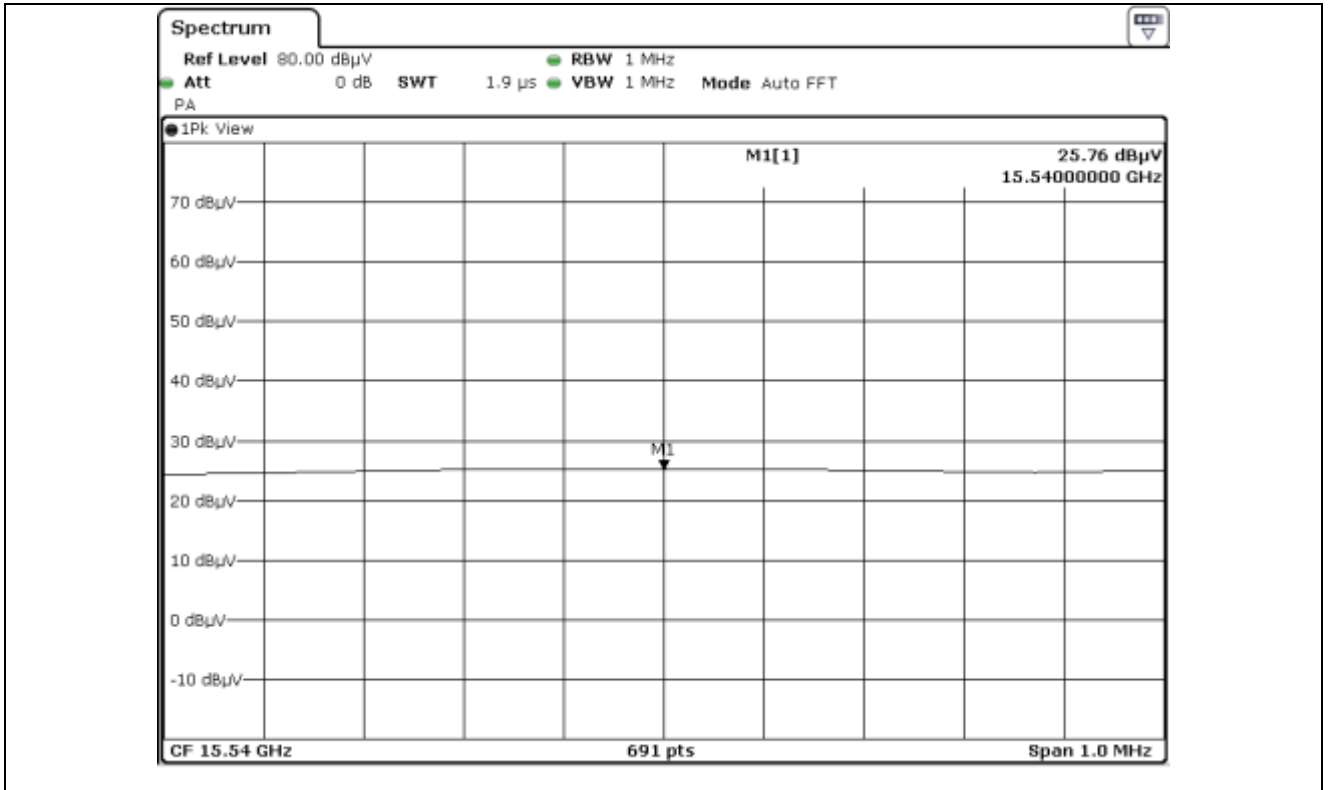 Spectrum
Ref Level 80.00 dBµV RBW 1 MHz
Att 0 dB SWT 1.9 µs VBW 1 MHz Mode Auto FFT
PA
1Pk View
M1[1] 25.76 dBµV
15.54000000 GHz
70 dBµV
60 dBµV
50 dBµV
40 dBµV
30 dBµV
M1
20 dBµV
10 dBµV
0 dBµV
-10 dBµV
CF 15.54 GHz 691 pts Span 1.0 MHz